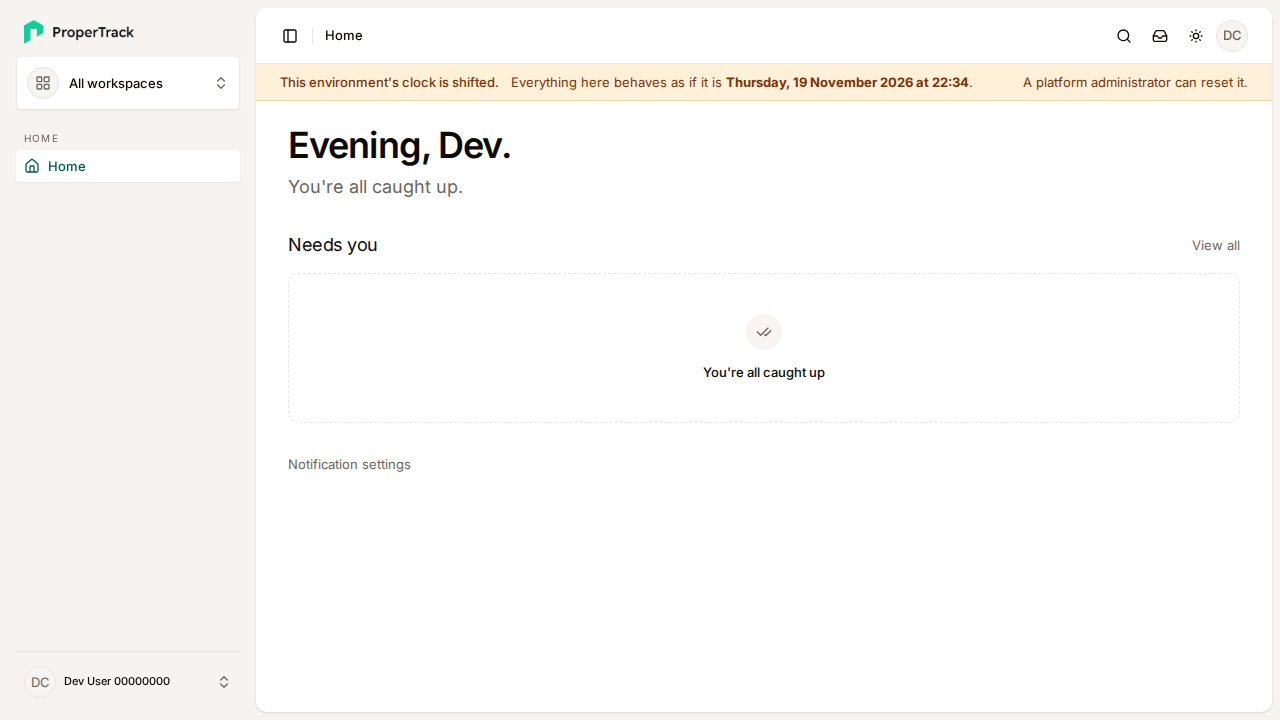 ProperTrack
All workspaces
HOME
Home
DC
Dev User 00000000
Home
DC
This environment's clock is shifted. Everything here behaves as if it is Thursday, 19 November 2026 at 22:34. A platform administrator can reset it.
Evening, Dev.
You're all caught up.
Needs you
View all
You're all caught up
Notification settings